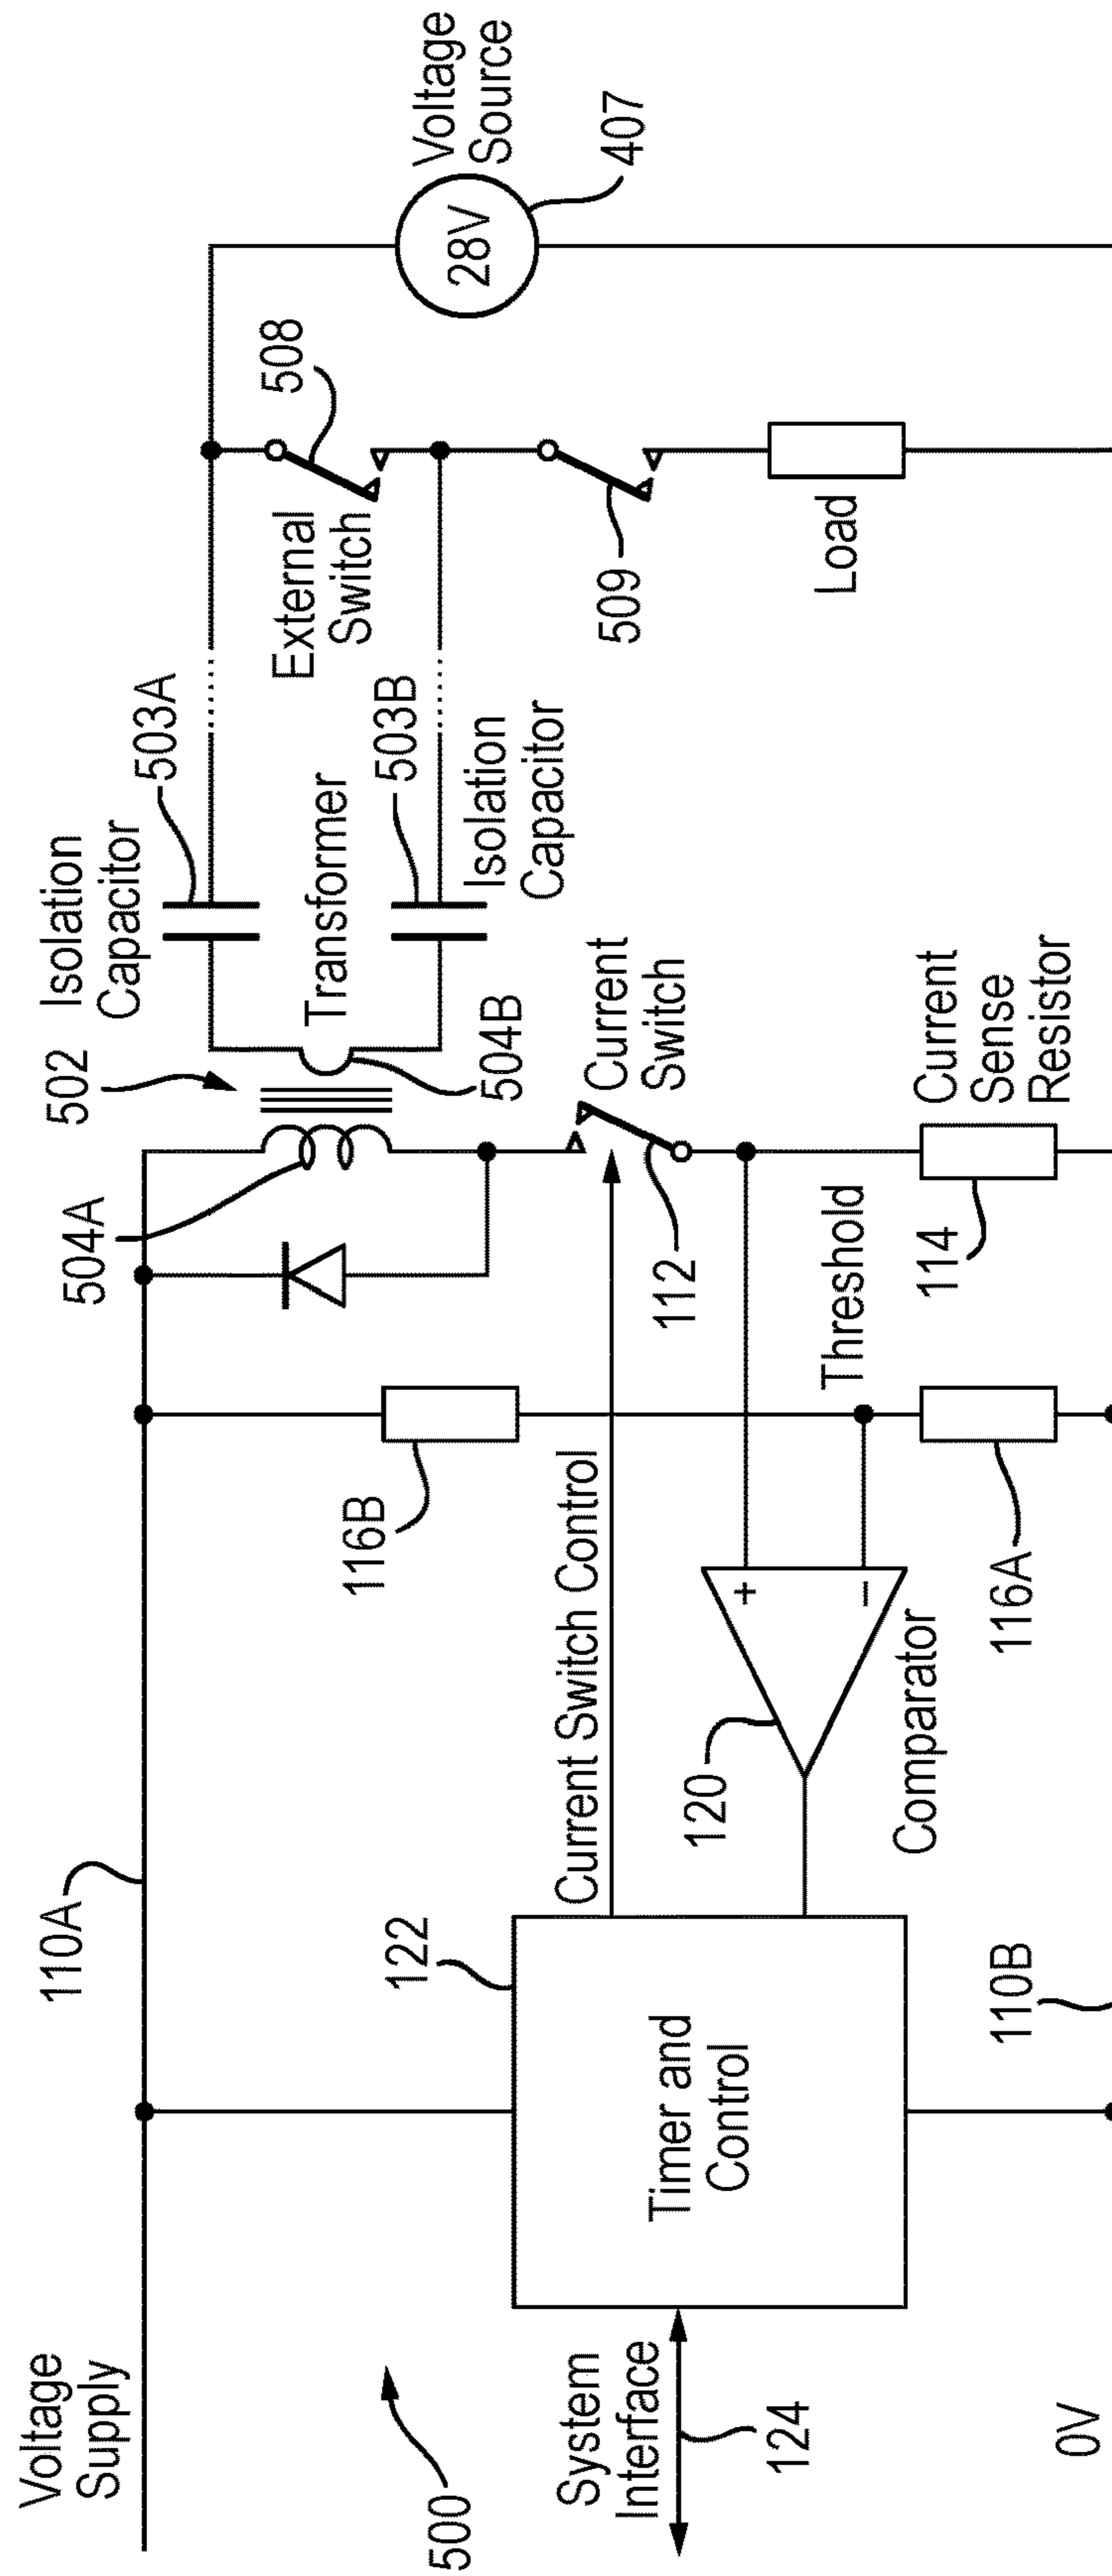 Voltage
Supply
110A
504A
502
Isolation
Capacitor
503A
Transformer
504B
503B
Isolation
Capacitor
External
Switch
508
Voltage
Source
28V
407
509
Load
116B
Current
Switch
112
Current Switch Control
Threshold
Current
Sense
Resistor
114
116A
+
−
120
Comparator
122
Timer and
Control
System
Interface
124
500
110B
0V